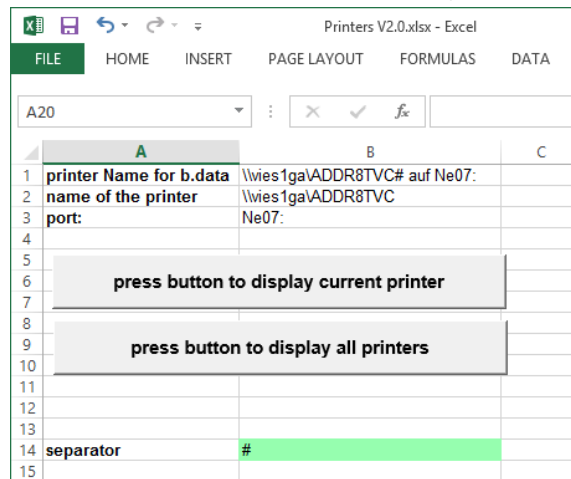 Printers V2.0.xlsx - Excel
FILE HOME INSERT PAGE LAYOUT FORMULAS DATA
A20 fx
A B C
1 printer Name for b.data \\vies1ga\ADDR8TVC# auf Ne07:
2 name of the printer \\vies1ga\ADDR8TVC
3 port: Ne07:
4
5
6 press button to display current printer
7
8
9 press button to display all printers
10
11
12
13
14 separator #
15